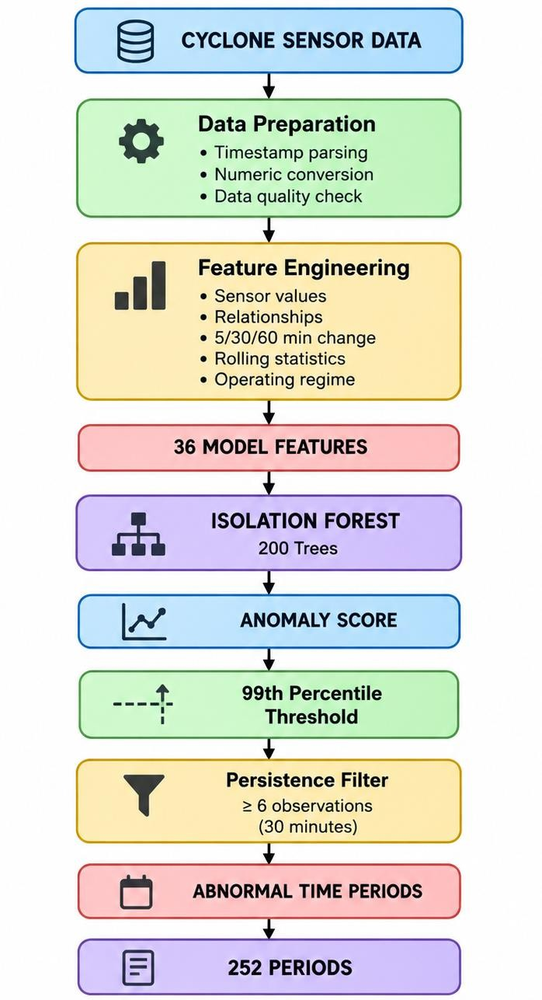 CYCLONE SENSOR DATA
Data Preparation
• Timestamp parsing
• Numeric conversion
• Data quality check
Feature Engineering
• Sensor values
• Relationships
• 5/30/60 min change
• Rolling statistics
• Operating regime
36 MODEL FEATURES
ISOLATION FOREST
200 Trees
ANOMALY SCORE
99th Percentile
Threshold
Persistence Filter
≥ 6 observations
(30 minutes)
ABNORMAL TIME PERIODS
252 PERIODS